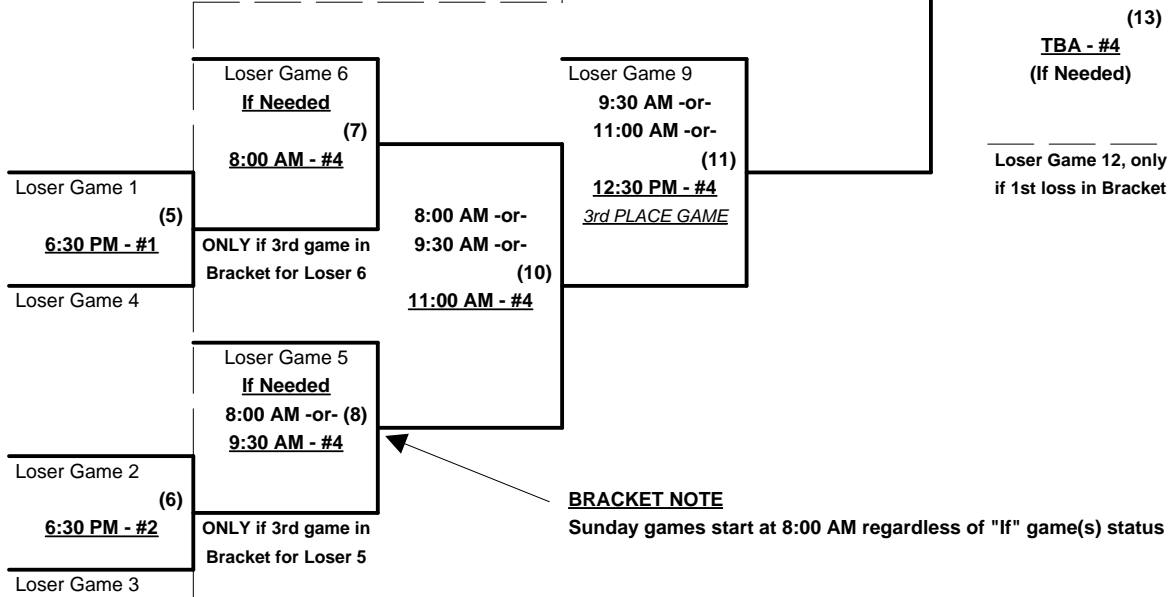 (13)
TBA - #4
(If Needed)
Loser Game 12, only
if 1st loss in Bracket
Loser Game 6
If Needed
(7)
8:00 AM - #4
Loser Game 9
9:30 AM -or-
11:00 AM -or-
(11)
12:30 PM - #4
3rd PLACE GAME
Loser Game 1
(5)
6:30 PM - #1
Loser Game 4
ONLY if 3rd game in
Bracket for Loser 6
8:00 AM -or-
9:30 AM -or-
(10)
11:00 AM - #4
Loser Game 5
If Needed
8:00 AM -or- (8)
9:30 AM - #4
Loser Game 2
(6)
6:30 PM - #2
Loser Game 3
ONLY if 3rd game in
Bracket for Loser 5
BRACKET NOTE
Sunday games start at 8:00 AM regardless of "If" game(s) status